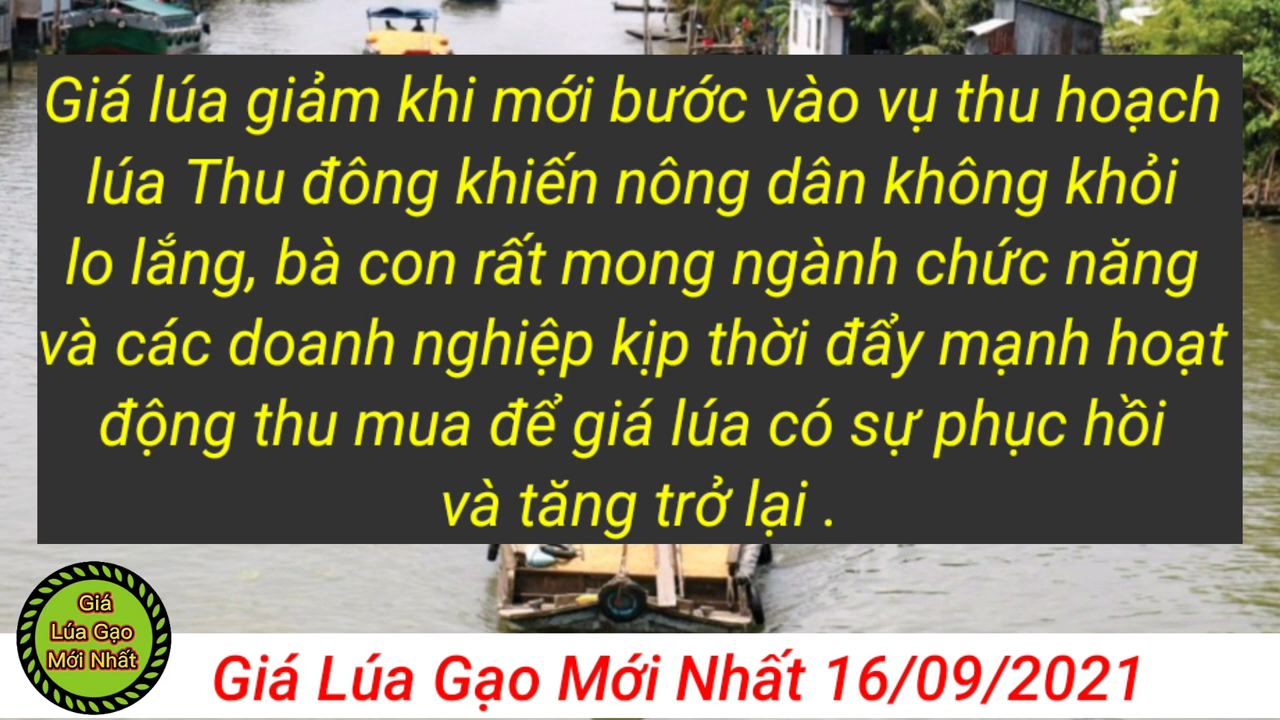 Giá lúa giảm khi mới bước vào vụ thu hoạch
lúa Thu đông khiến nông dân không khỏi
lo lắng, bà con rất mong ngành chức năng
và các doanh nghiệp kịp thời đẩy mạnh hoạt
động thu mua để giá lúa có sự phục hồi
và tăng trở lại .
Giá
Lúa Gạo
Mới Nhất
Giá Lúa Gạo Mới Nhất 16/09/2021